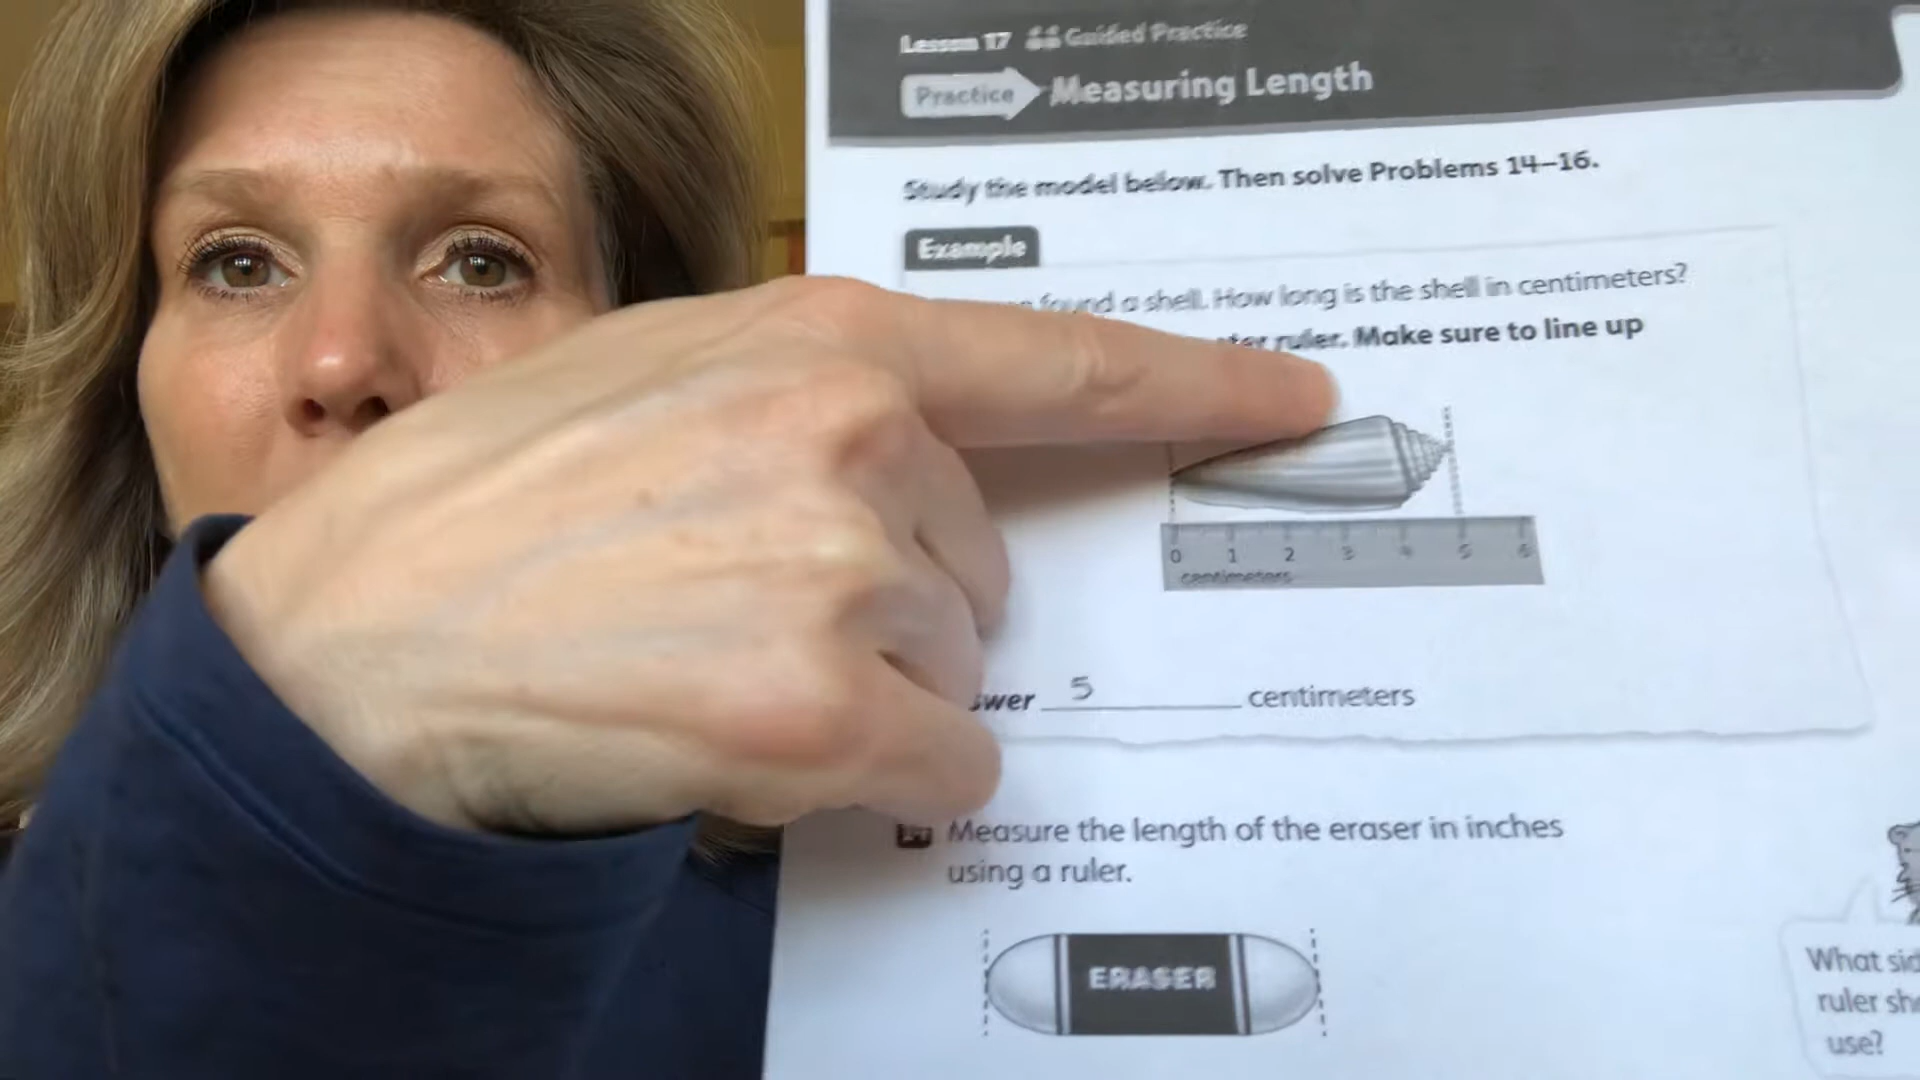 Lesson 17 Guided Practice
Practice Measuring Length
Study the model below. Then solve Problems 14–16.
Example
found a shell. How long is the shell in centimeters?
ruler. Make sure to line up
0 1 2 3 4 5 6
centimeters
swer 5 centimeters
Measure the length of the eraser in inches
using a ruler.
ERASER
What sid
ruler sh
use?